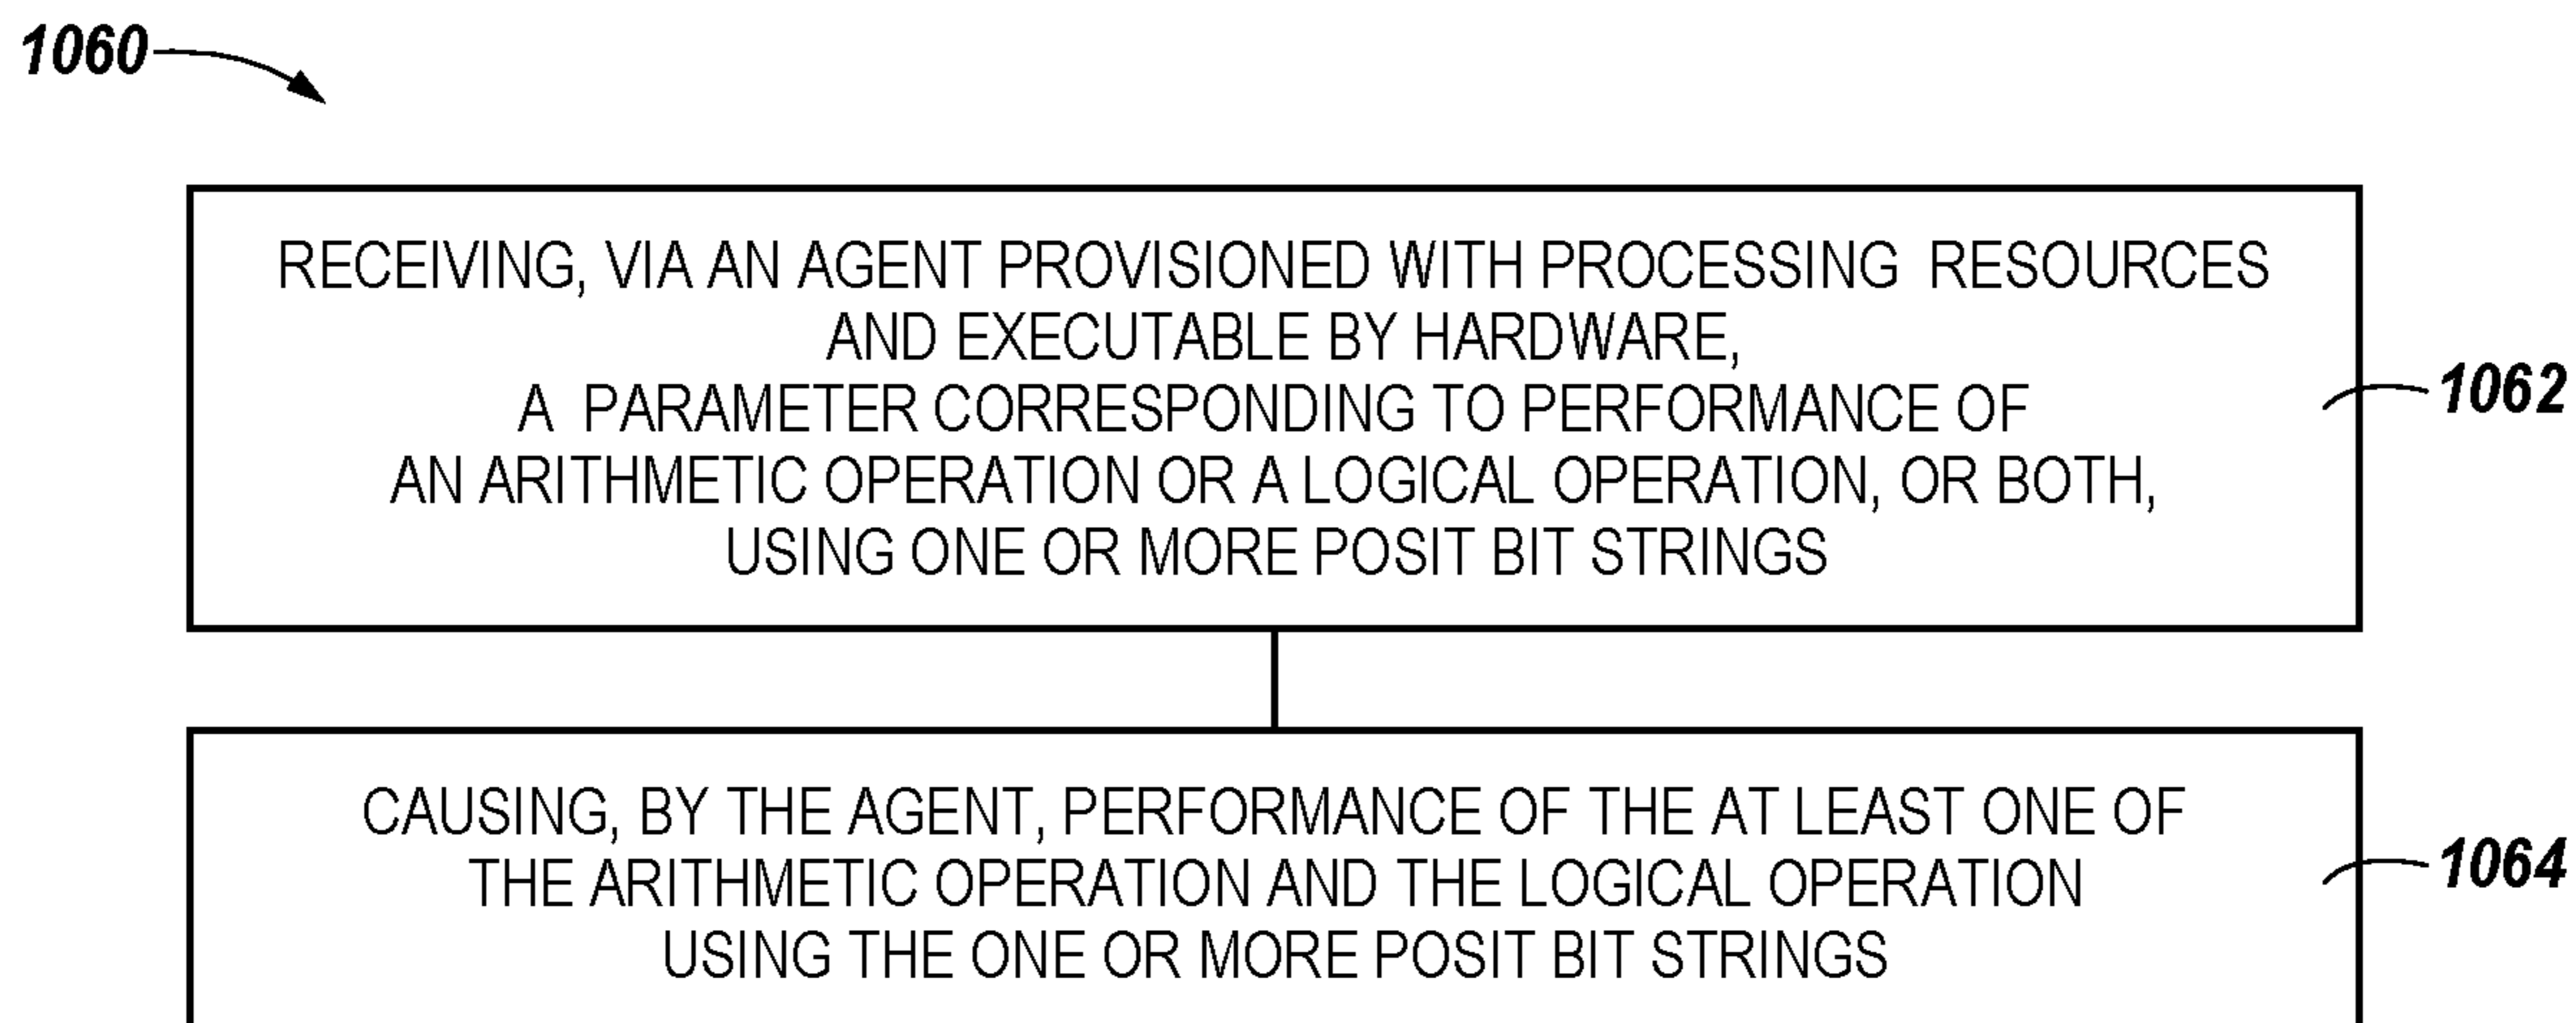 1060
RECEIVING, VIA AN AGENT PROVISIONED WITH PROCESSING RESOURCES
AND EXECUTABLE BY HARDWARE,
A PARAMETER CORRESPONDING TO PERFORMANCE OF
AN ARITHMETIC OPERATION OR A LOGICAL OPERATION, OR BOTH,
USING ONE OR MORE POSIT BIT STRINGS
1062
CAUSING, BY THE AGENT, PERFORMANCE OF THE AT LEAST ONE OF
THE ARITHMETIC OPERATION AND THE LOGICAL OPERATION
USING THE ONE OR MORE POSIT BIT STRINGS
1064